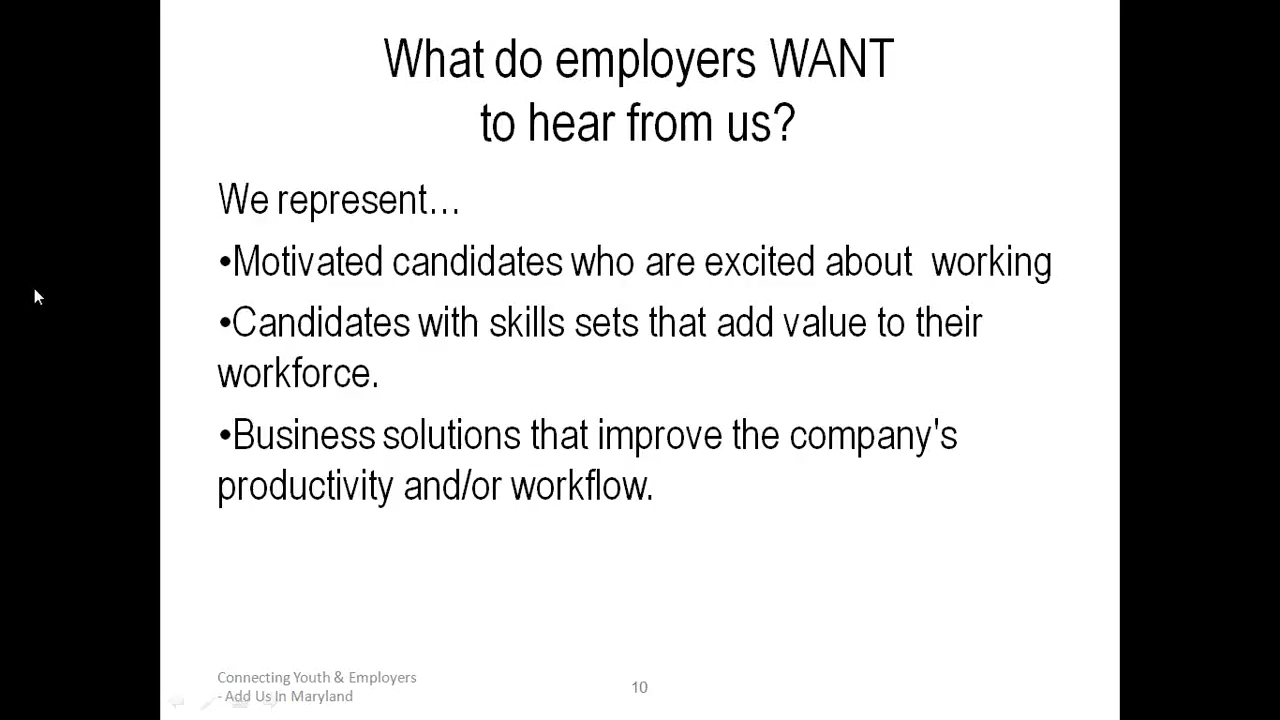 What do employers WANT
to hear from us?
We represent…
•Motivated candidates who are excited about  working
•Candidates with skills sets that add value to their
workforce.
•Business solutions that improve the company's
productivity and/or workflow.
Connecting Youth & Employers
- Add Us In Maryland
10